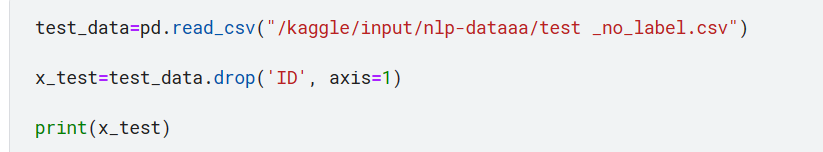 test_data=pd.read_csv("/kaggle/input/nlp-dataaa/test _no_label.csv")
x_test=test_data.drop('ID', axis=1)
print(x_test)